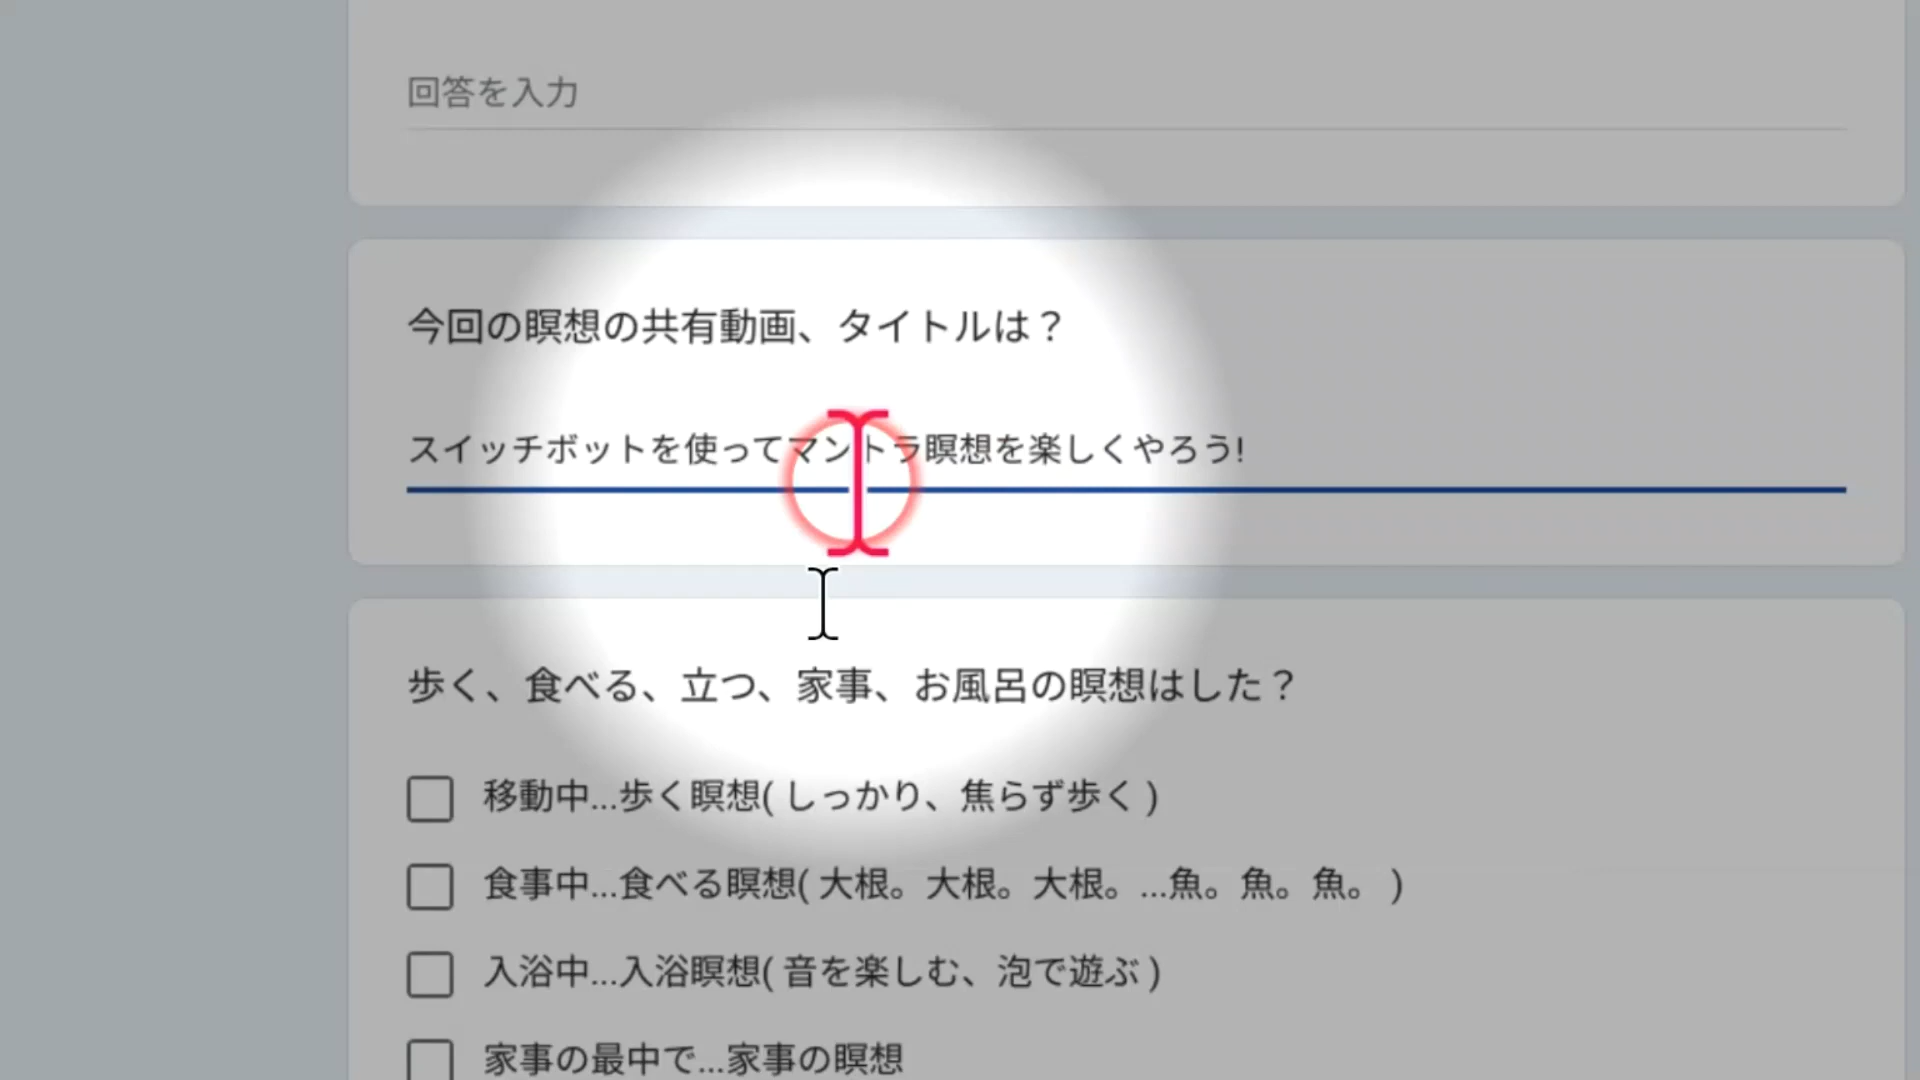 回答を入力
今回の瞑想の共有動画、タイトルは？
スイッチボットを使ってマントラ瞑想を楽しくやろう!
歩く、食べる、立つ、家事、お風呂の瞑想はした？
移動中...歩く瞑想( しっかり、焦らず歩く )
食事中...食べる瞑想( 大根。大根。大根。...魚。魚。魚。 )
入浴中...入浴瞑想( 音を楽しむ、泡で遊ぶ )
家事の最中で...家事の瞑想